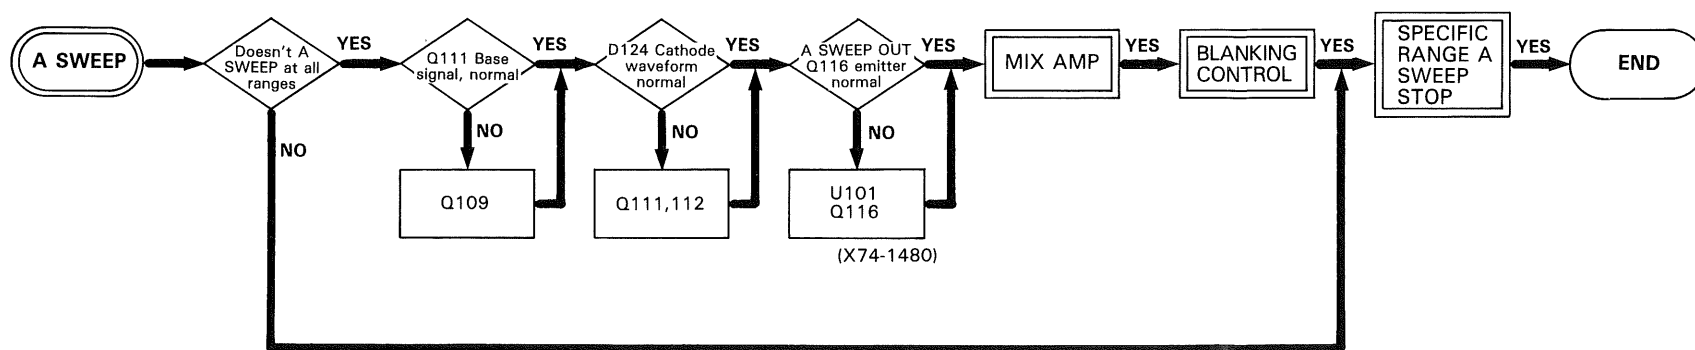 A SWEEP
Doesn't A
SWEEP at all
ranges
YES
NO
Q111 Base
signal, normal
YES
NO
Q109
D124 Cathode
waveform
normal
YES
NO
Q111,112
A SWEEP OUT
Q116 emitter
normal
YES
NO
U101
Q116
(X74-1480)
MIX AMP
YES
BLANKING
CONTROL
YES
SPECIFIC
RANGE A
SWEEP
STOP
YES
END